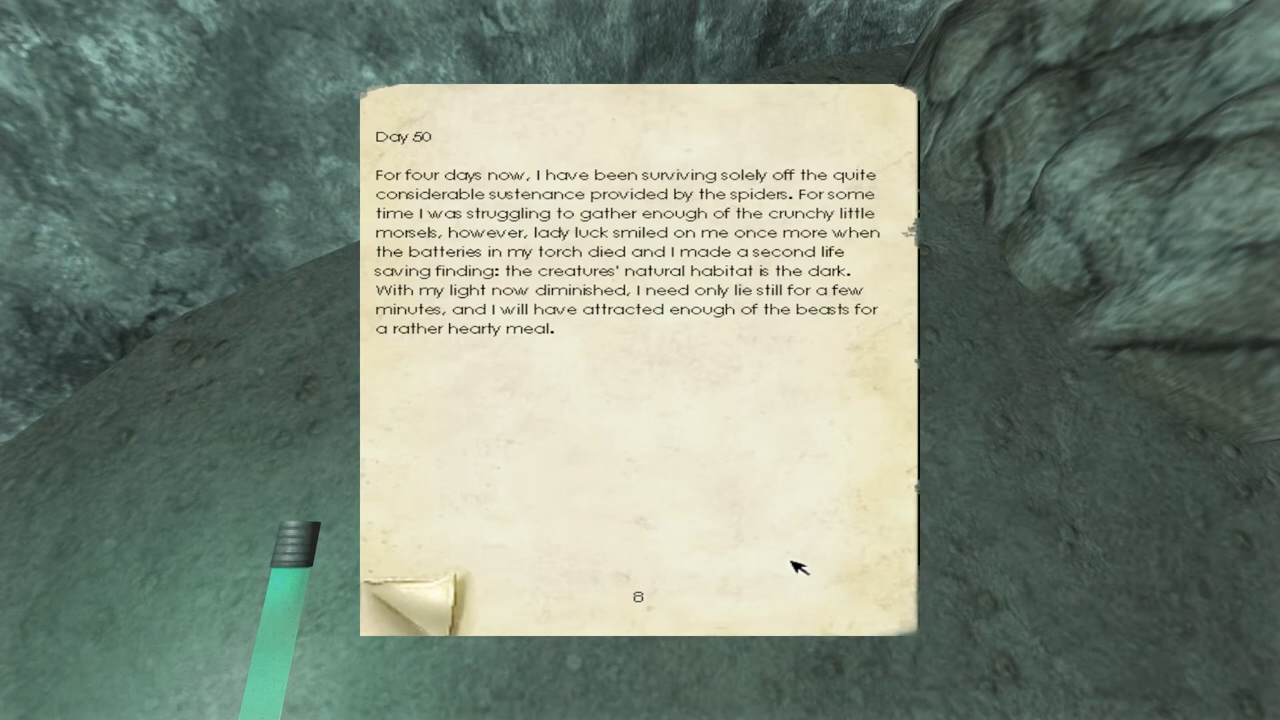 Day 50
For four days now, I have been surviving solely off the quite
considerable sustenance provided by the spiders. For some
time I was struggling to gather enough of the crunchy little
morsels, however, lady luck smiled on me once more when
the batteries in my torch died and I made a second life
saving finding: the creatures' natural habitat is the dark.
With my light now diminished, I need only lie still for a few
minutes, and I will have attracted enough of the beasts for
a rather hearty meal.
8